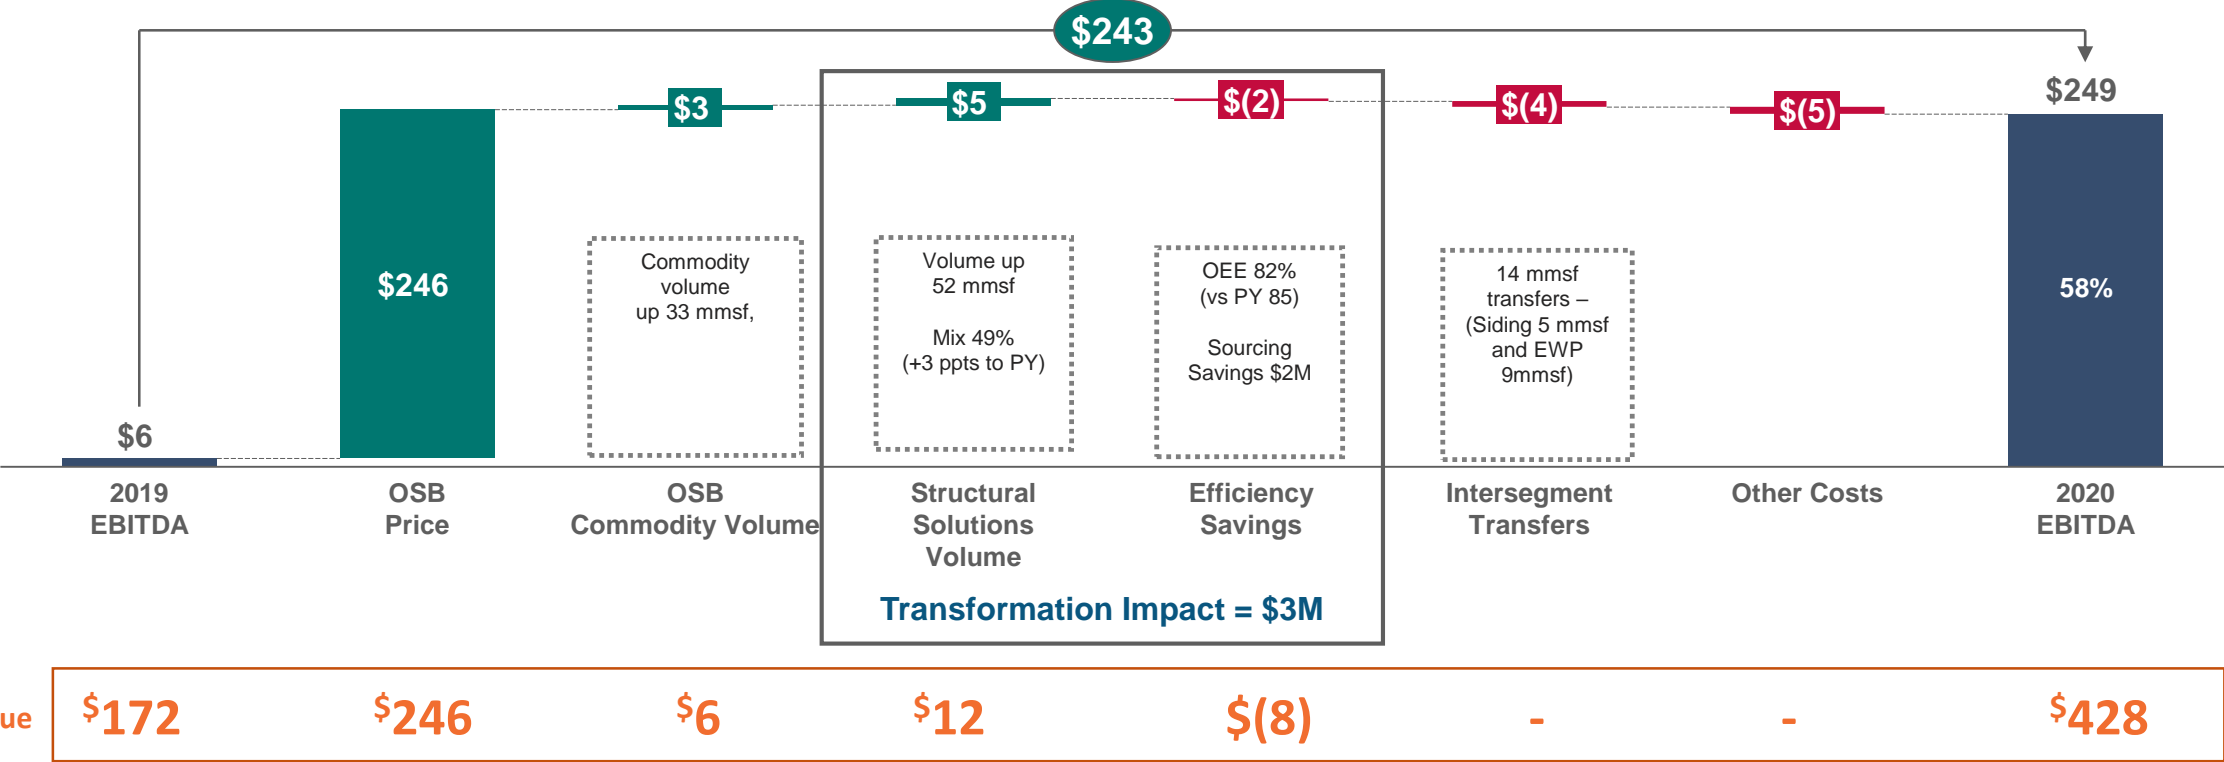 $243
$249
$3
$5
$(2)
$(4)
$(5)
$246
58%
$6
Commodity
volume
up 33 mmsf,
Volume up
52 mmsf
Mix 49%
(+3 ppts to PY)
OEE 82%
(vs PY 85)
Sourcing
Savings $2M
14 mmsf
transfers –
(Siding 5 mmsf
and EWP
9mmsf)
2019
EBITDA
OSB
Price
OSB
Commodity Volume
Structural
Solutions
Volume
Efficiency
Savings
Intersegment
Transfers
Other Costs
2020
EBITDA
Transformation Impact = $3M
ue $172 $246 $6 $12 $(8) - - $428